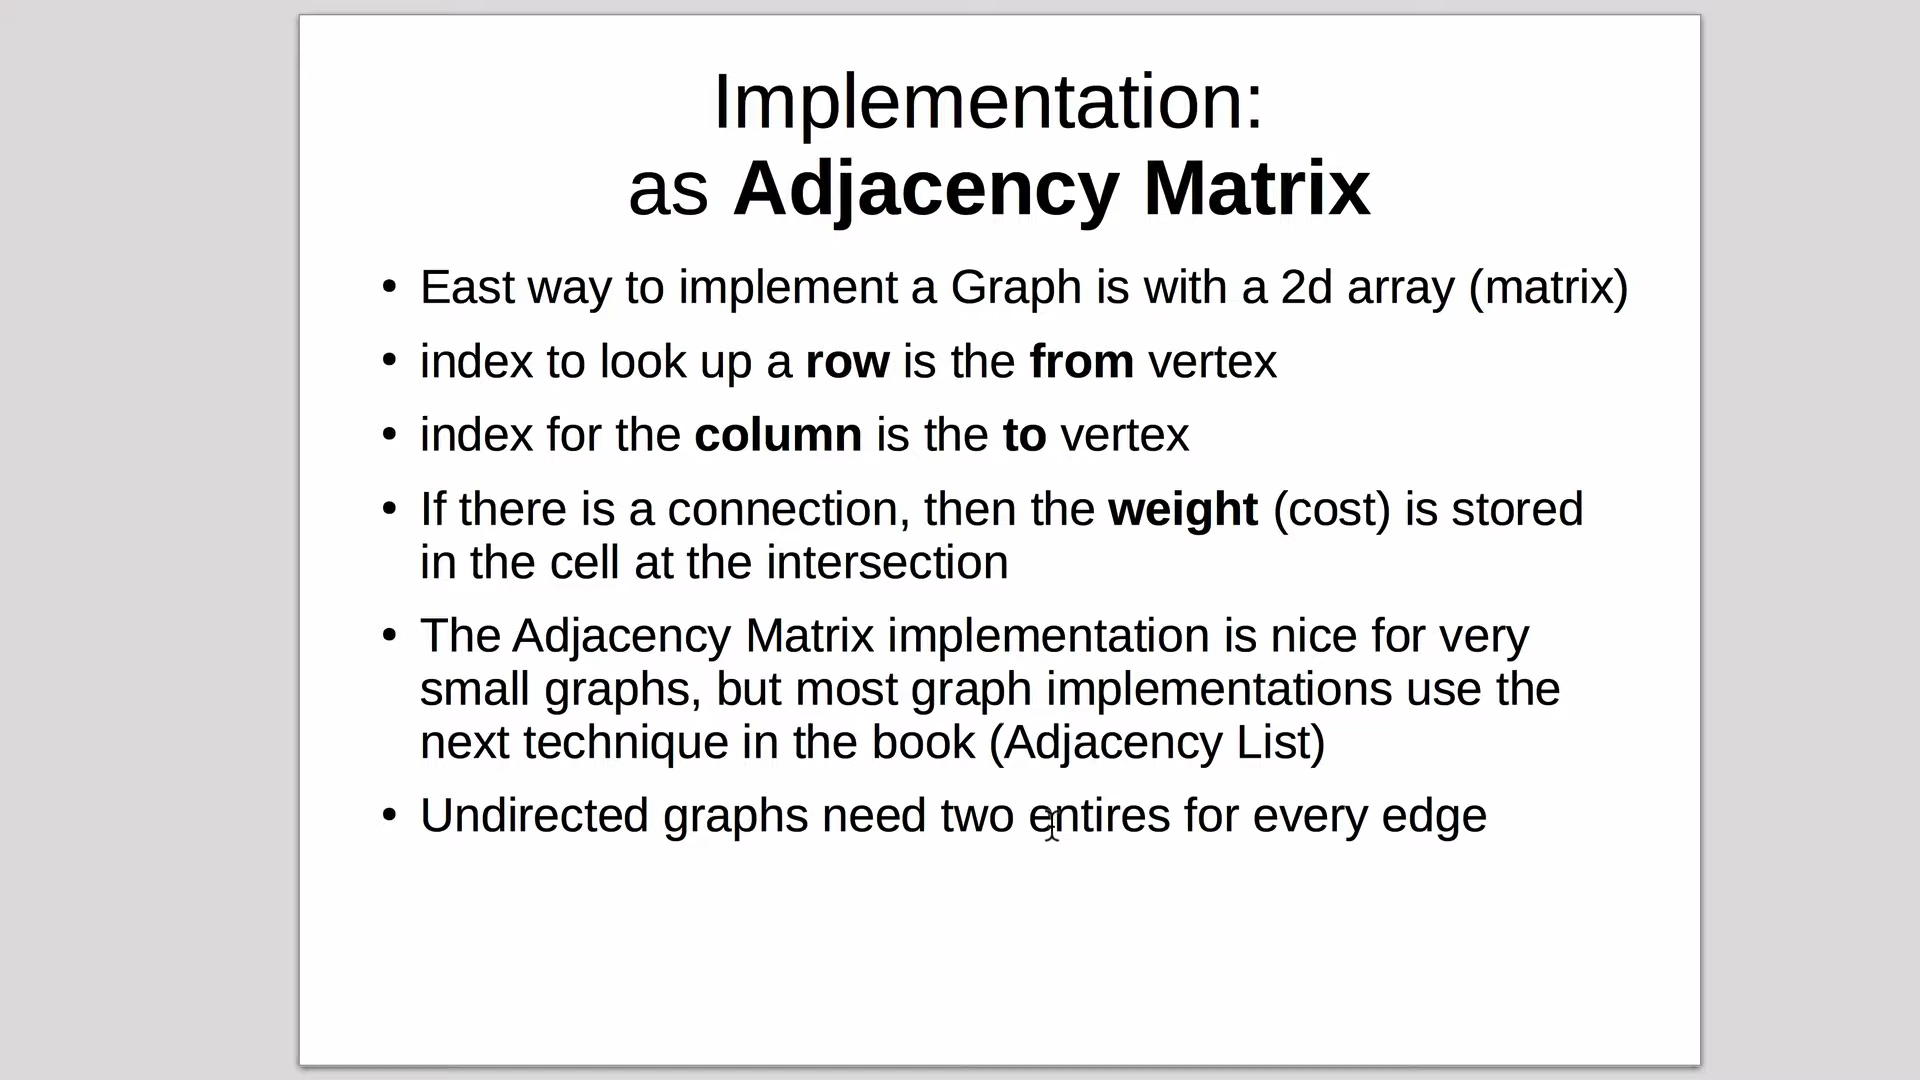 Implementation:
as Adjacency Matrix
• East way to implement a Graph is with a 2d array (matrix)
• index to look up a row is the from vertex
• index for the column is the to vertex
• If there is a connection, then the weight (cost) is stored
in the cell at the intersection
• The Adjacency Matrix implementation is nice for very
small graphs, but most graph implementations use the
next technique in the book (Adjacency List)
• Undirected graphs need two entires for every edge